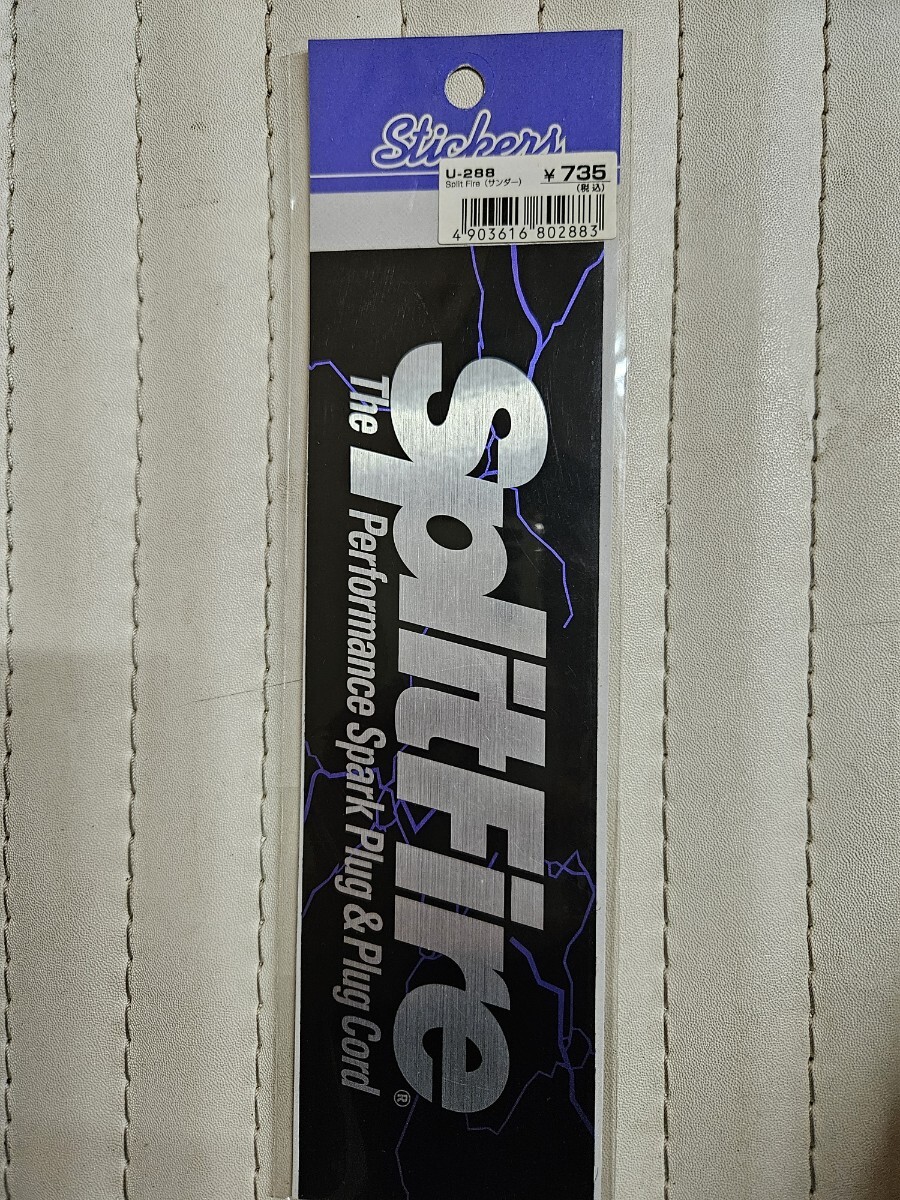 Stickers
U-288 ¥735
Split Fire (サンダー) (税込)
4 903616 802883
SplitFire®
The Performance Spark Plug & Plug Cord